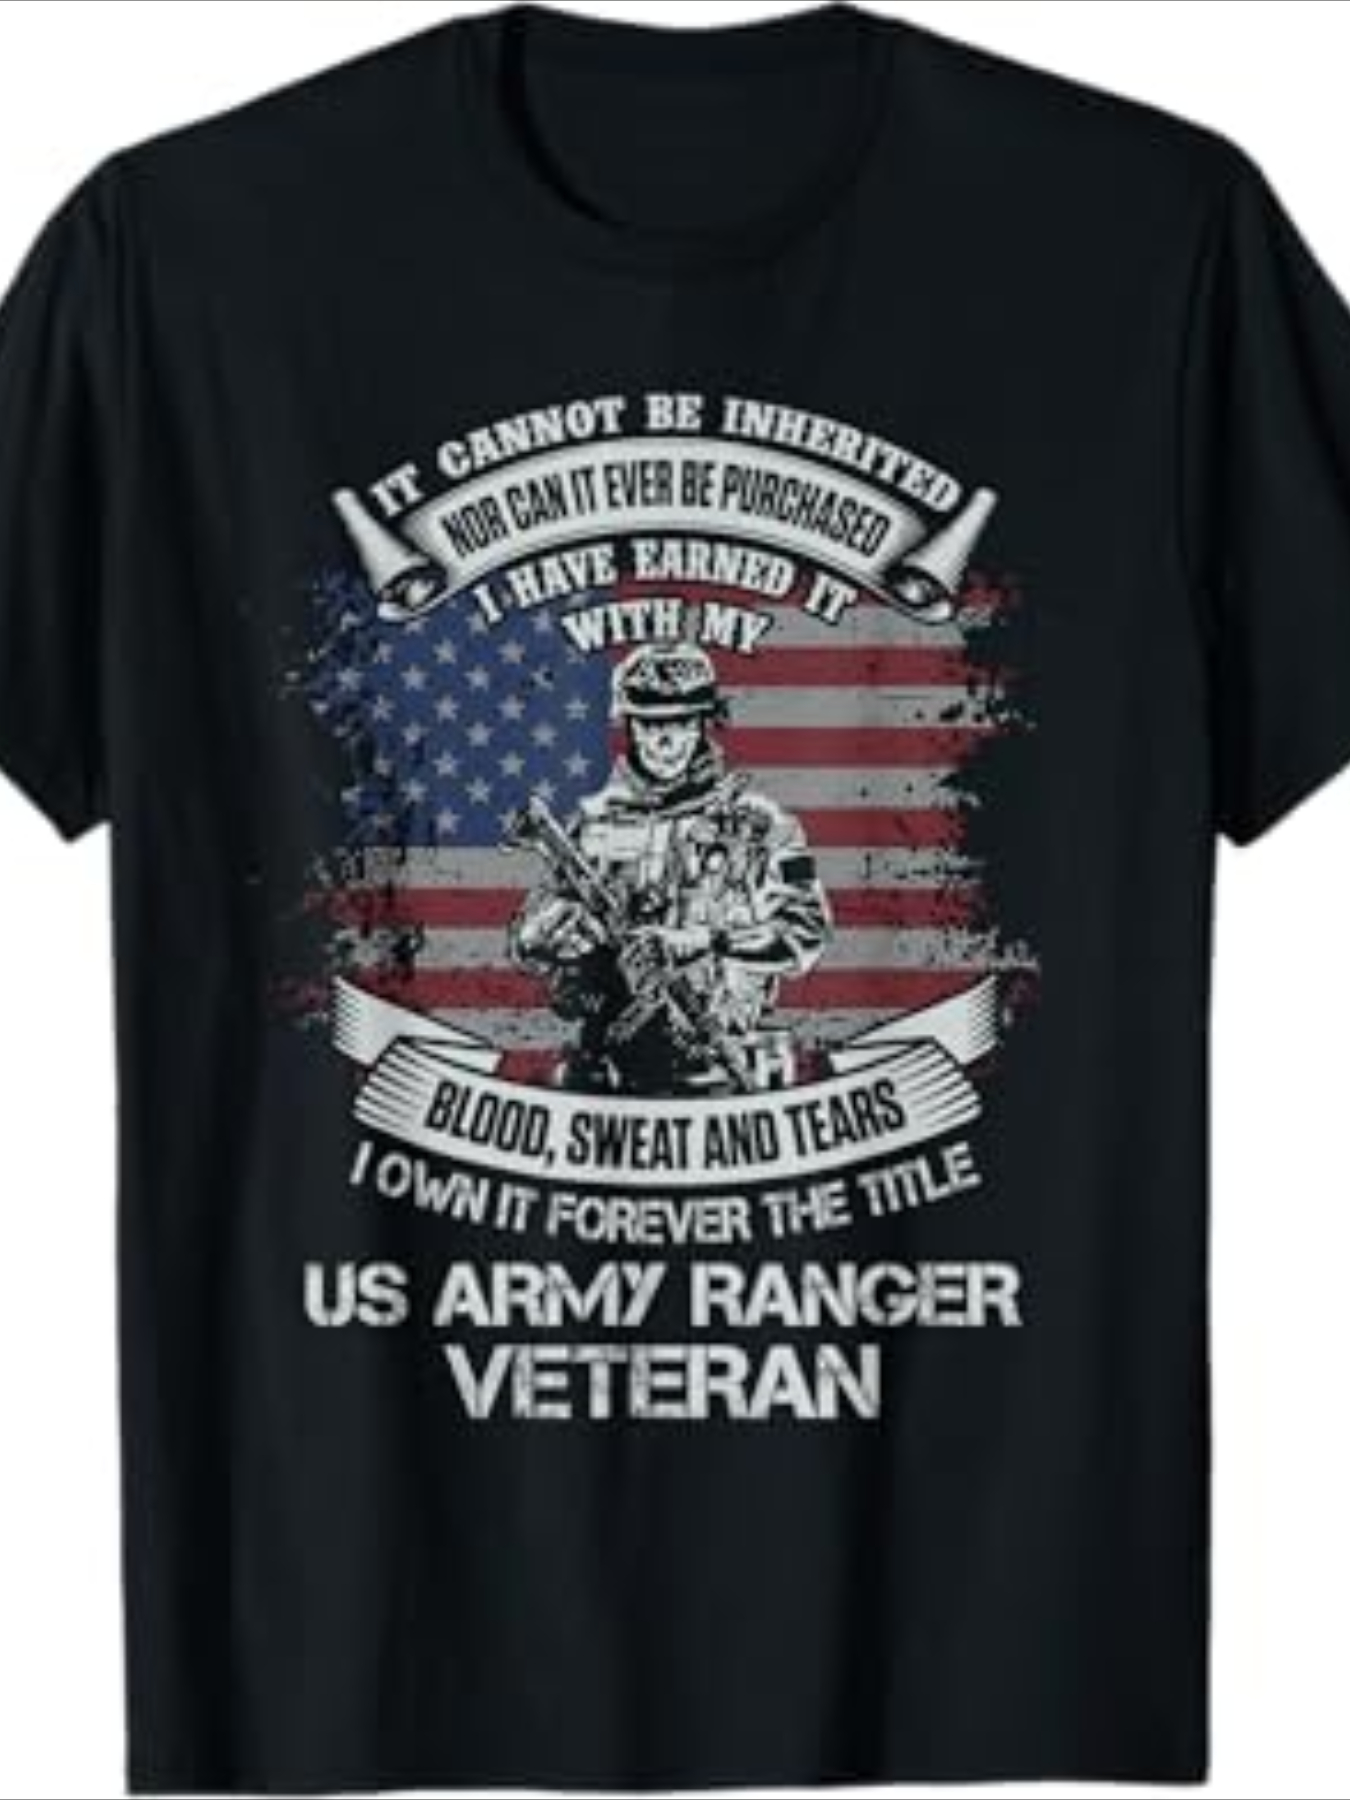 IT CANNOT BE INHERITED
NOR CAN IT EVER BE PURCHASED
I HAVE EARNED IT
WITH MY
BLOOD, SWEAT AND TEARS
I OWN IT FOREVER THE TITLE
US ARMY RANGER
VETERAN